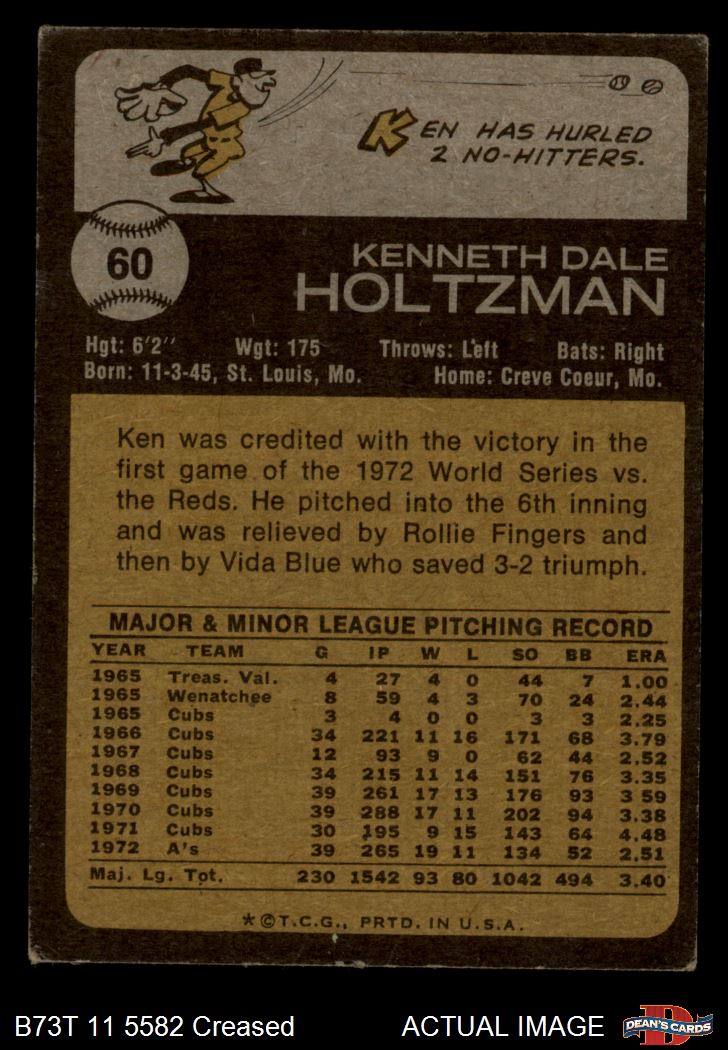 KEN HAS HURLED
2 NO-HITTERS.
60
KENNETH DALE
HOLTZMAN
Hgt: 6'2" Wgt: 175 Throws: Left Bats: Right
Born: 11-3-45, St. Louis, Mo. Home: Creve Coeur, Mo.
Ken was credited with the victory in the
first game of the 1972 World Series vs.
the Reds. He pitched into the 6th inning
and was relieved by Rollie Fingers and
then by Vida Blue who saved 3-2 triumph.
MAJOR & MINOR LEAGUE PITCHING RECORD
YEAR TEAM G IP W L SO BB ERA
1965 Treas. Val. 4 27 4 0 44 7 1.00
1965 Wenatchee 8 59 4 3 70 24 2.44
1965 Cubs 3 4 0 0 3 3 2.25
1966 Cubs 34 221 11 16 171 68 3.79
1967 Cubs 12 93 9 0 62 44 2.52
1968 Cubs 34 215 11 14 151 76 3.35
1969 Cubs 39 261 17 13 176 93 3 59
1970 Cubs 39 288 17 11 202 94 3.38
1971 Cubs 30 195 9 15 143 64 4.48
1972 A's 39 265 19 11 134 52 2.51
Maj. Lg. Tot. 230 1542 93 80 1042 494 3.40
*©T.C.G., PRTD. IN U.S.A.
B73T 11 5582 Creased ACTUAL IMAGE
D
DEAN'S CARDS